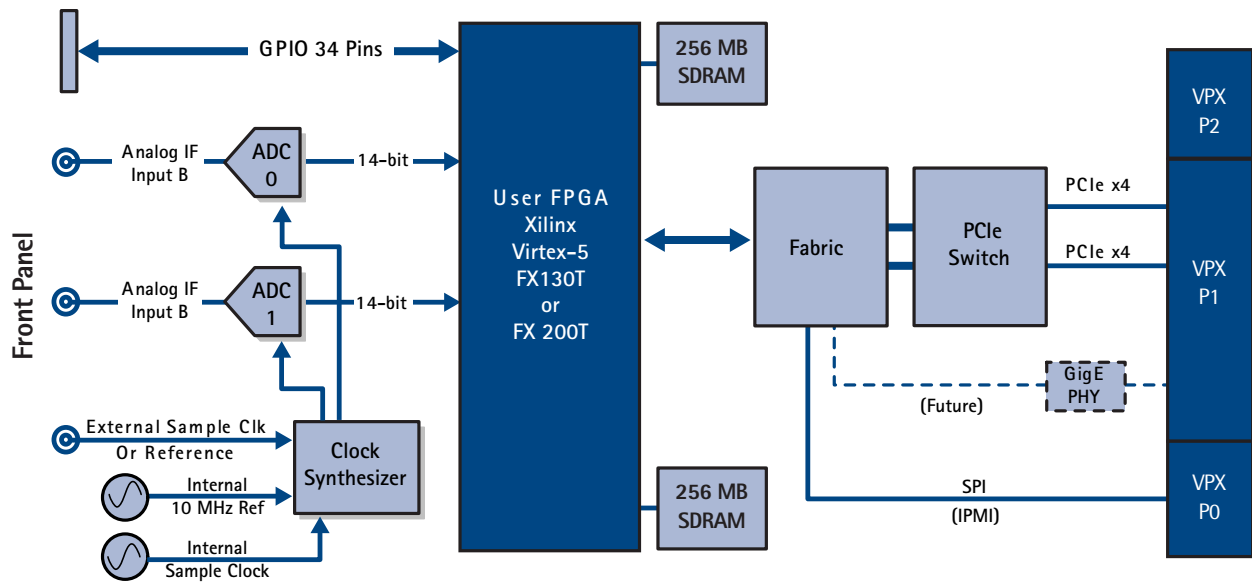 Front Panel
GPIO 34 Pins
Analog IF
Input B
ADC
0
14-bit
Analog IF
Input B
ADC
1
14-bit
External Sample Clk
Or Reference
Internal
10 MHz Ref
Internal
Sample Clock
Clock
Synthesizer
User FPGA
Xilinx
Virtex-5
FX130T
or
FX 200T
256 MB
SDRAM
256 MB
SDRAM
Fabric
PCIe
Switch
PCIe x4
PCIe x4
(Future)
GigE
PHY
SPI
(IPMI)
VPX
P2
VPX
P1
VPX
P0